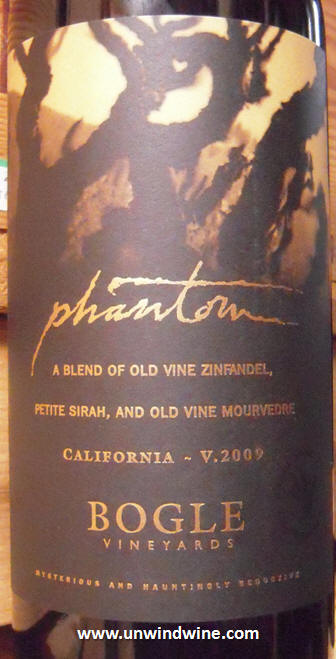 phantom
A BLEND OF OLD VINE ZINFANDEL,
PETITE SIRAH, AND OLD VINE MOURVEDRE
CALIFORNIA ~ V.2009
BOGLE
VINEYARDS
MYSTERIOUS AND HAUNTINGLY
www.unwindwine.com